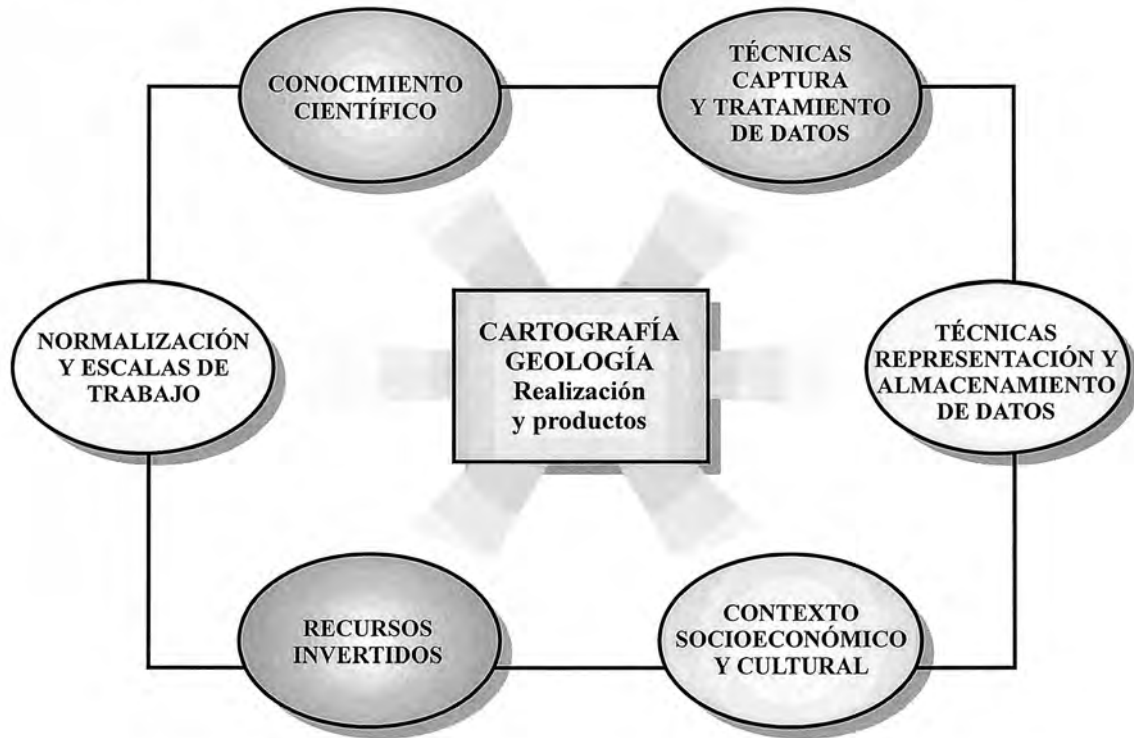 CONOCIMIENTO
CIENTÍFICO
TÉCNICAS
CAPTURA
Y TRATAMIENTO
DE DATOS
NORMALIZACIÓN
Y ESCALAS DE
TRABAJO
CARTOGRAFÍA
GEOLOGÍA
Realización
y productos
TÉCNICAS
REPRESENTACIÓN Y
ALMACENAMIENTO
DE DATOS
RECURSOS
INVERTIDOS
CONTEXTO
SOCIOECONÓMICO
Y CULTURAL